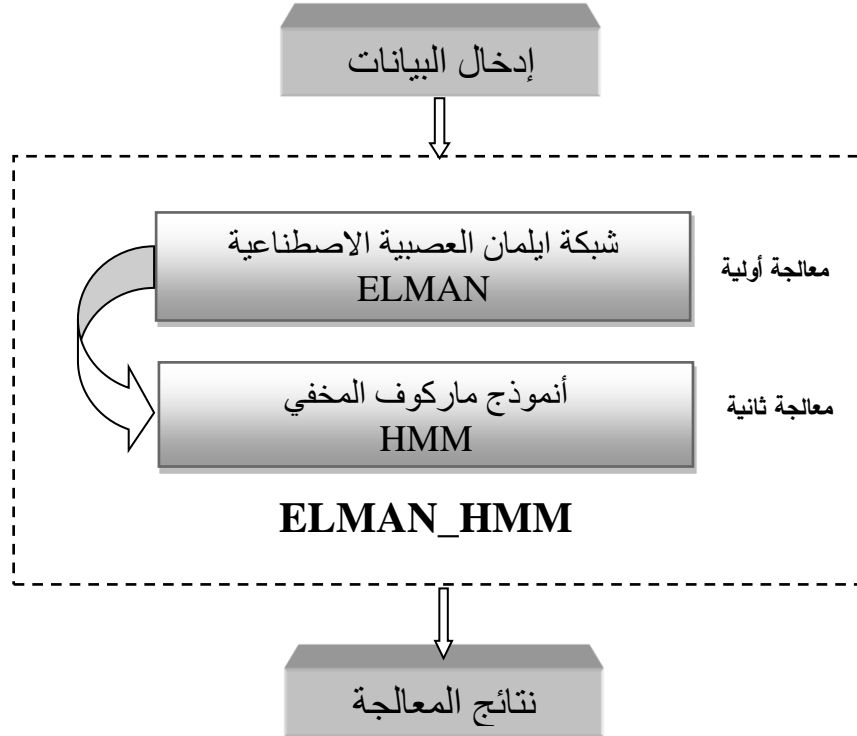 إدخال البيانات
شبكة ايلمان العصبية الاصطناعية
ELMAN
معالجة أولية
أنموذج ماركوف المخفي
HMM
معالجة ثانية
ELMAN_HMM
نتائج المعالجة